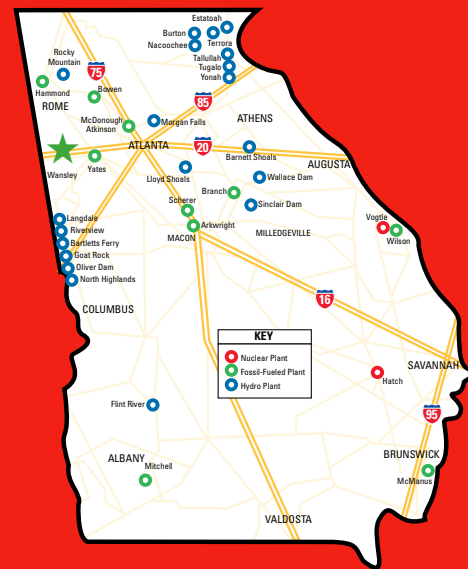 Estatoah
Burton
Nacoochee
Terrora
Tallullah
Tugalo
Yonah
Rocky
Mountain
75
Hammond
Bowen
ROME
85
McDonough
Atkinson
Morgan Falls
ATHENS
ATLANTA
20
Barnett Shoals
AUGUSTA
Wansley
Yates
Lloyd Shoals
Wallace Dam
Branch
Scherer
Sinclair Dam
Langdale
Riverview
Arkwright
Vogtle
Wilson
MACON
MILLEDGEVILLE
Bartletts Ferry
Goat Rock
Oliver Dam
North Highlands
16
COLUMBUS
KEY
Nuclear Plant
Fossil-Fueled Plant
Hydro Plant
SAVANNAH
Hatch
Flint River
95
ALBANY
Mitchell
BRUNSWICK
McManus
VALDOSTA